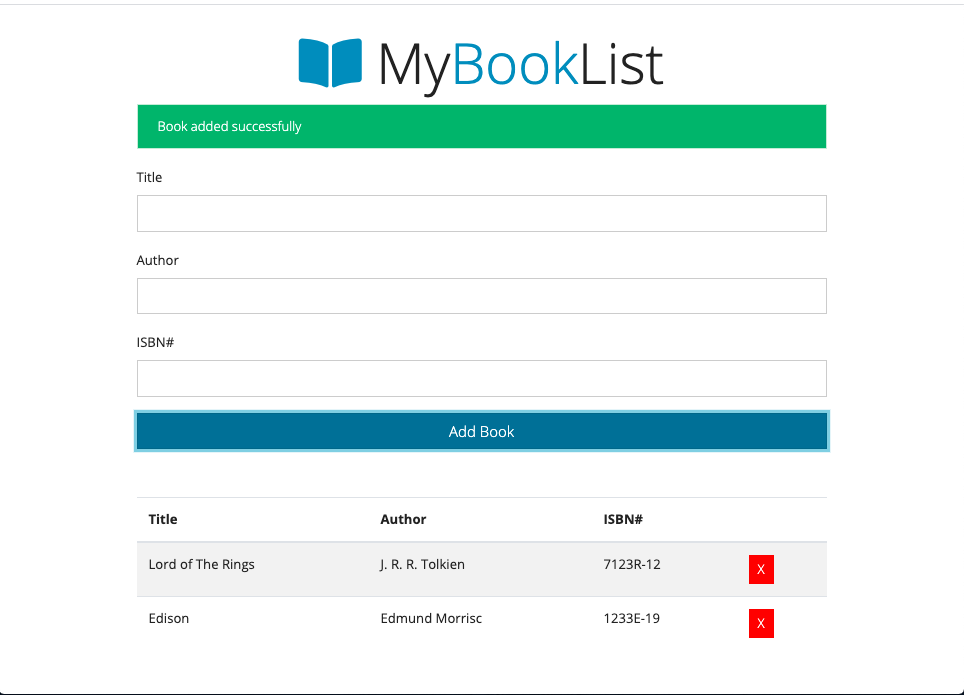 MyBookList
Book added successfully
Title
Author
ISBN#
Add Book
Title Author ISBN#
Lord of The Rings J. R. R. Tolkien 7123R-12 X
Edison Edmund Morrisc 1233E-19 X